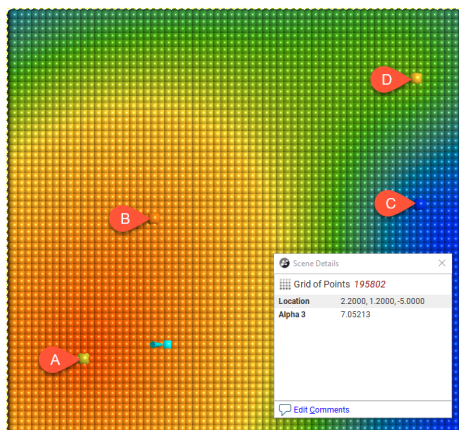 D
C
B
A
Scene Details
Grid of Points 195802
Location 2.2000, 1.2000, -5.0000
Alpha 3 7.05213
Edit Comments